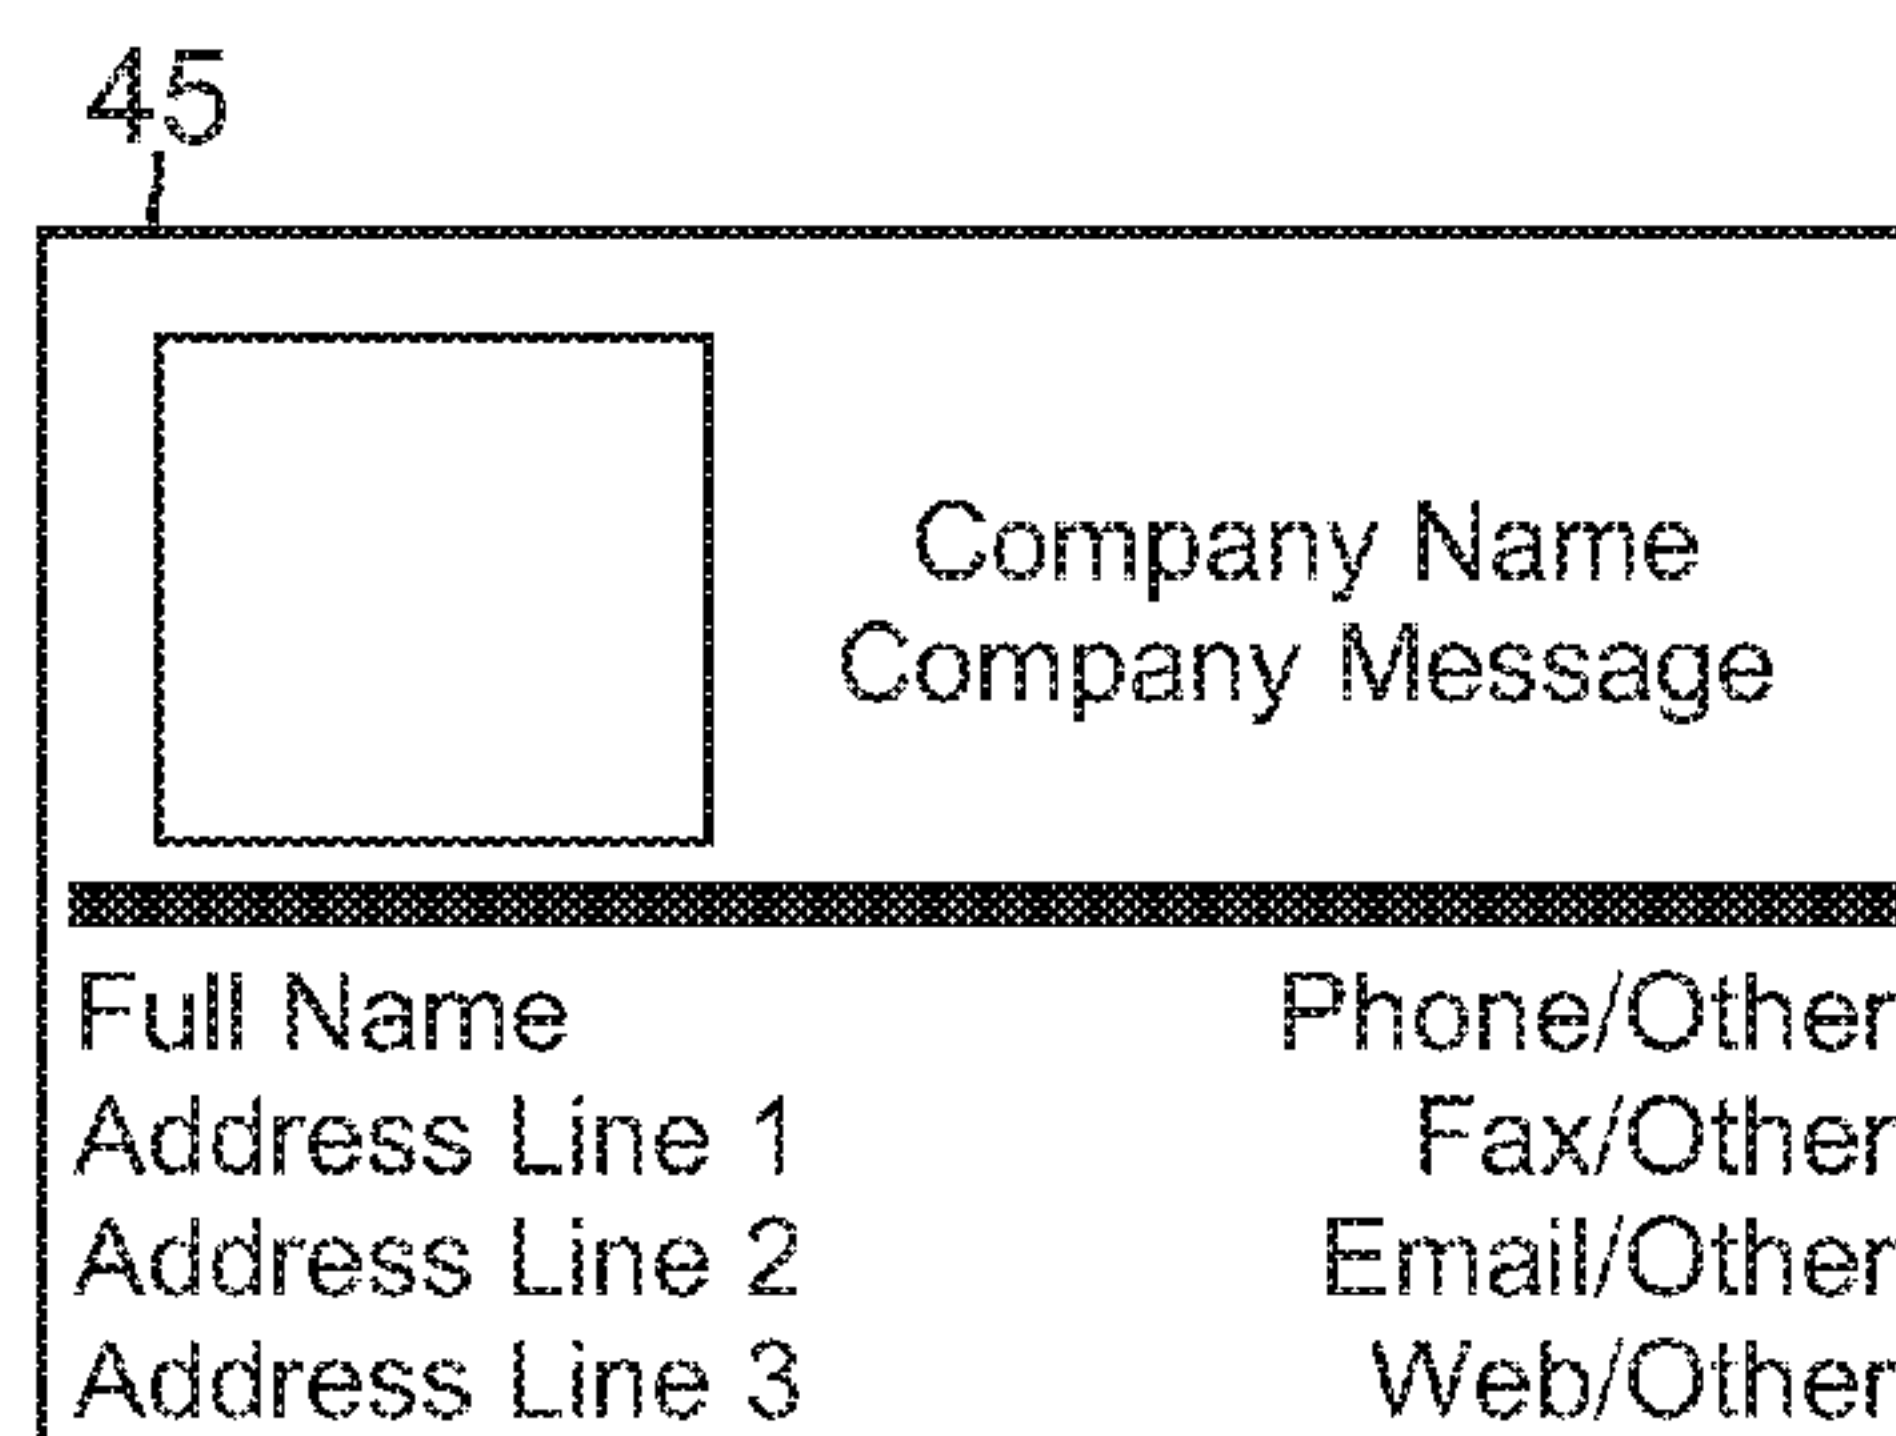 45
Company Name
Company Message
Full Name Phone/Other
Address Line 1 Fax/Other
Address Line 2 Email/Other
Address Line 3 Web/Other